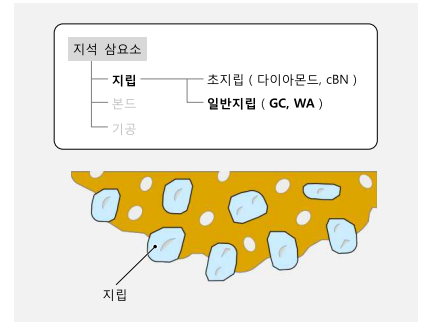 지석 삼요소
지립
초지립 ( 다이아몬드, cBN )
본드
일반지립 ( GC, WA )
기공
지립